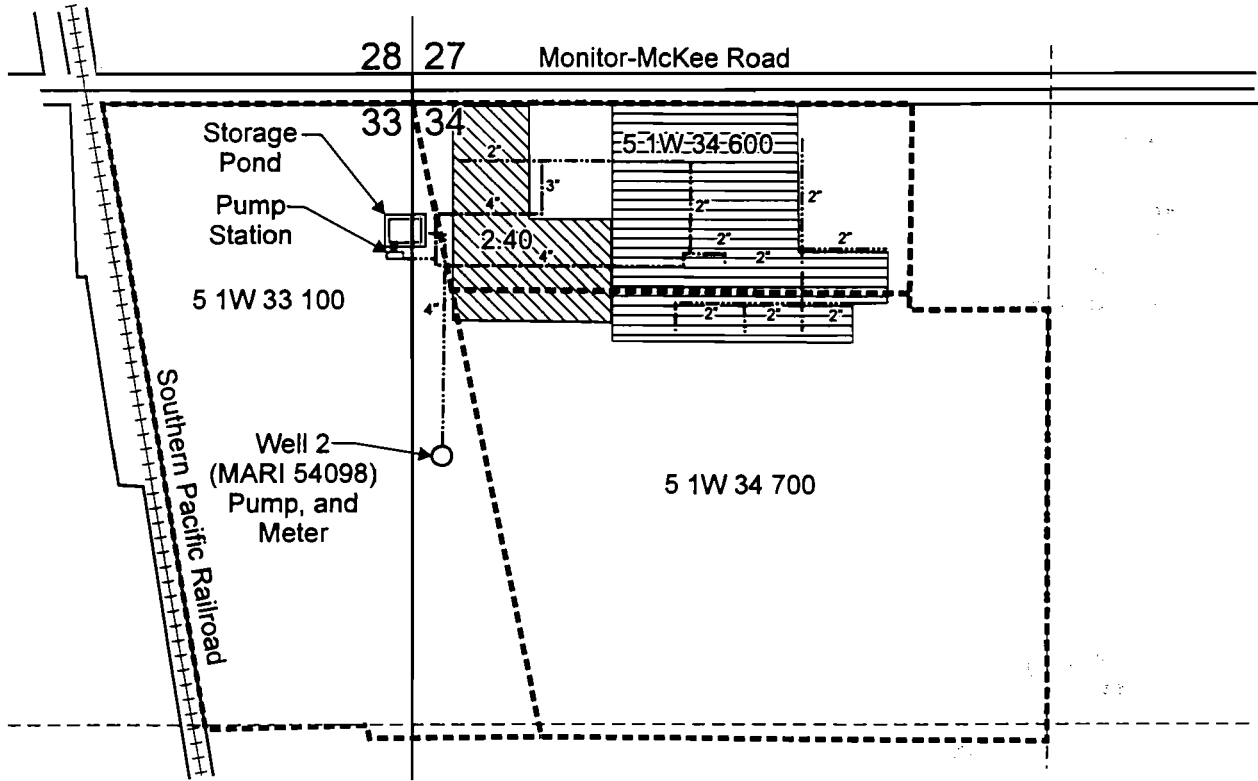 28 27
Monitor-McKee Road
33 34
Storage
Pond
Pump
Station
5 1W 33 100
5 1W 34 600
2"
3"
4"
2.40
4"
4"
2"
2"
2"
2"
2"
2"
2"
2"
2"
Well 2
(MARI 54098)
Pump, and
Meter
5 1W 34 700
Southern Pacific Railroad